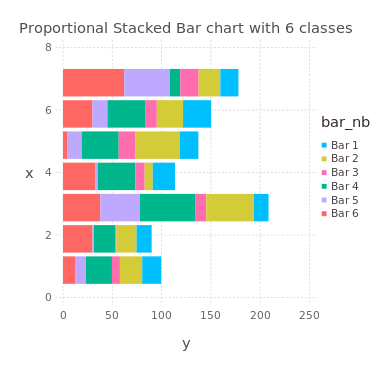 Proportional Stacked Bar chart with 6 classes
8
6
4
2
0
x
0 50 100 150 200 250
y
bar_nb
Bar 1
Bar 2
Bar 3
Bar 4
Bar 5
Bar 6